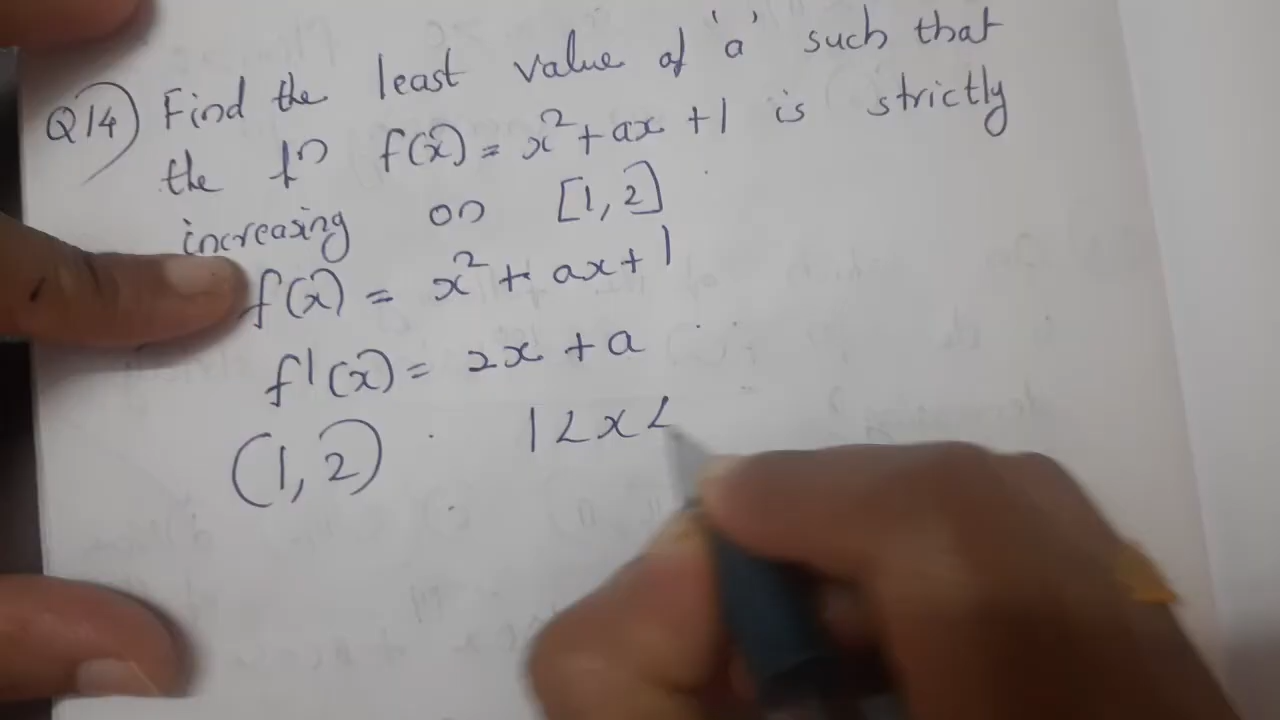 Q14) Find the least value of 'a' such that
the fn f(x) = x² + ax + 1 is strictly
increasing on [1, 2]
f(x) = x² + ax + 1
f'(x) = 2x + a
(1, 2) 1 < x <